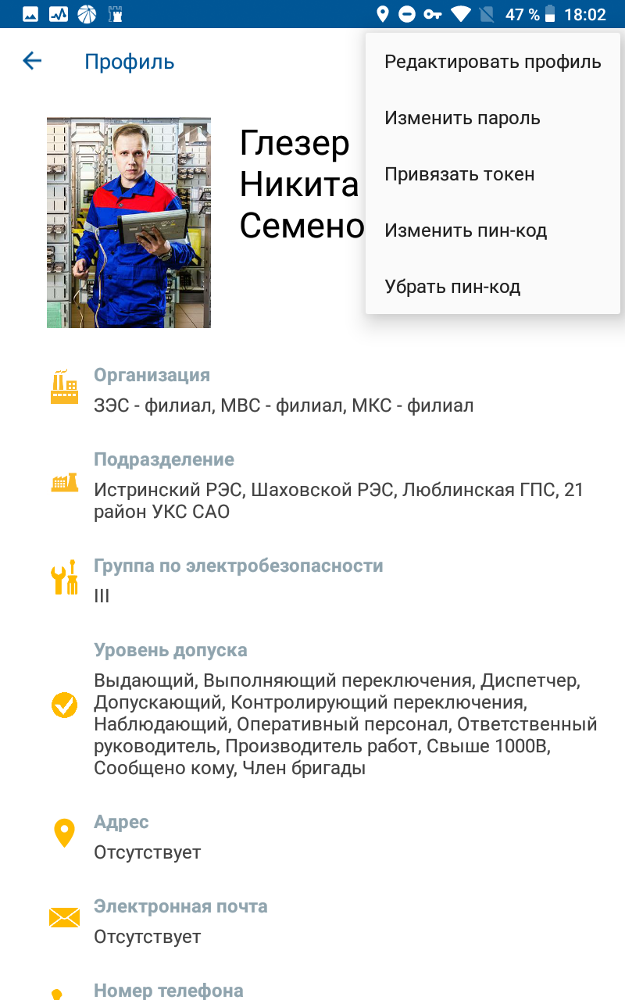 47 % 18:02
Профиль
Редактировать профиль
Изменить пароль
Привязать токен
Изменить пин-код
Убрать пин-код
Глезер
Никита
Семено
Организация
ЗЭС - филиал, МВС - филиал, МКС - филиал
Подразделение
Истринский РЭС, Шаховской РЭС, Люблинская ГПС, 21
район УКС САО
Группа по электробезопасности
III
Уровень допуска
Выдающий, Выполняющий переключения, Диспетчер,
Допускающий, Контролирующий переключения,
Наблюдающий, Оперативный персонал, Ответственный
руководитель, Производитель работ, Свыше 1000В,
Сообщено кому, Член бригады
Адрес
Отсутствует
Электронная почта
Отсутствует
Номер телефона